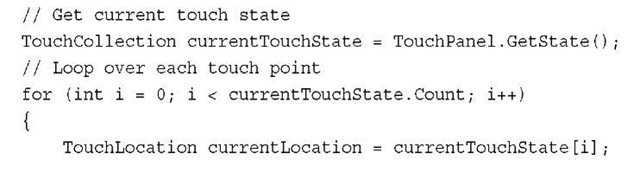 // Get current touch state
TouchCollection currentTouchState = TouchPanel.GetState();
// Loop over each touch point
for (int i = 0; i < currentTouchState.Count; i++)
{
    TouchLocation currentLocation = currentTouchState[i];